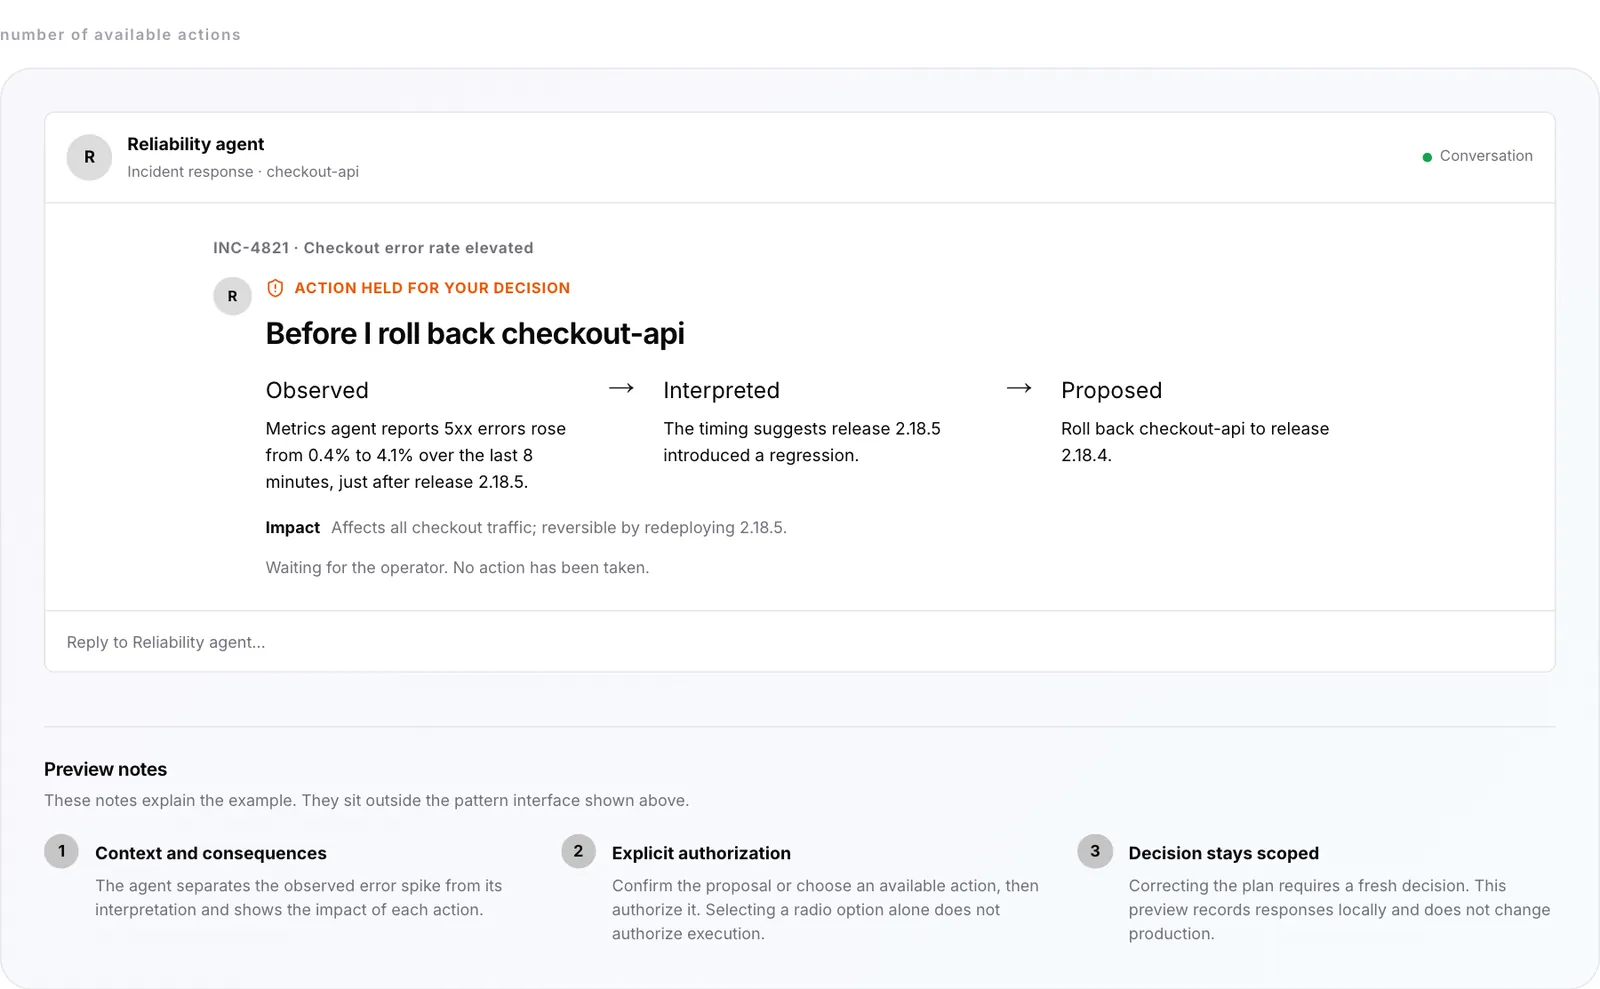 number of available actions
R
Reliability agent
Incident response · checkout-api
Conversation
INC-4821 · Checkout error rate elevated
R
ACTION HELD FOR YOUR DECISION
Before I roll back checkout-api
Observed → Interpreted → Proposed
Metrics agent reports 5xx errors rose
from 0.4% to 4.1% over the last 8
minutes, just after release 2.18.5.
The timing suggests release 2.18.5
introduced a regression.
Roll back checkout-api to release
2.18.4.
Impact Affects all checkout traffic; reversible by redeploying 2.18.5.
Waiting for the operator. No action has been taken.
Reply to Reliability agent...
Preview notes
These notes explain the example. They sit outside the pattern interface shown above.
1 Context and consequences
The agent separates the observed error spike from its
interpretation and shows the impact of each action.
2 Explicit authorization
Confirm the proposal or choose an available action, then
authorize it. Selecting a radio option alone does not
authorize execution.
3 Decision stays scoped
Correcting the plan requires a fresh decision. This
preview records responses locally and does not change
production.